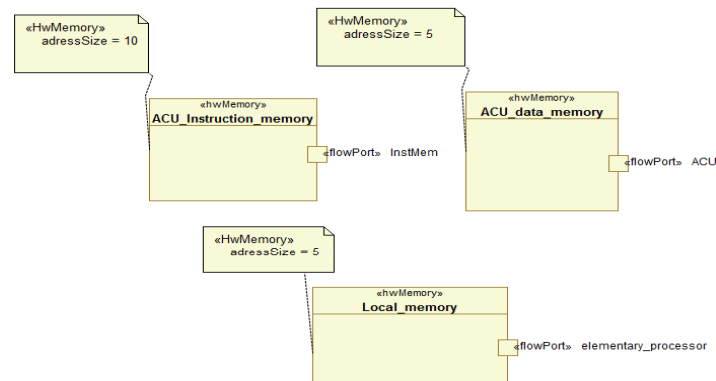 «HwMemory»
adressSize = 10
«HwMemory»
adressSize = 5
«hwMemory»
ACU_Instruction_memory
«flowPort» InstMem
«hwMemory»
ACU_data_memory
«flowPort» ACU
«HwMemory»
adressSize = 5
«hwMemory»
Local_memory
«flowPort» elementary_processor